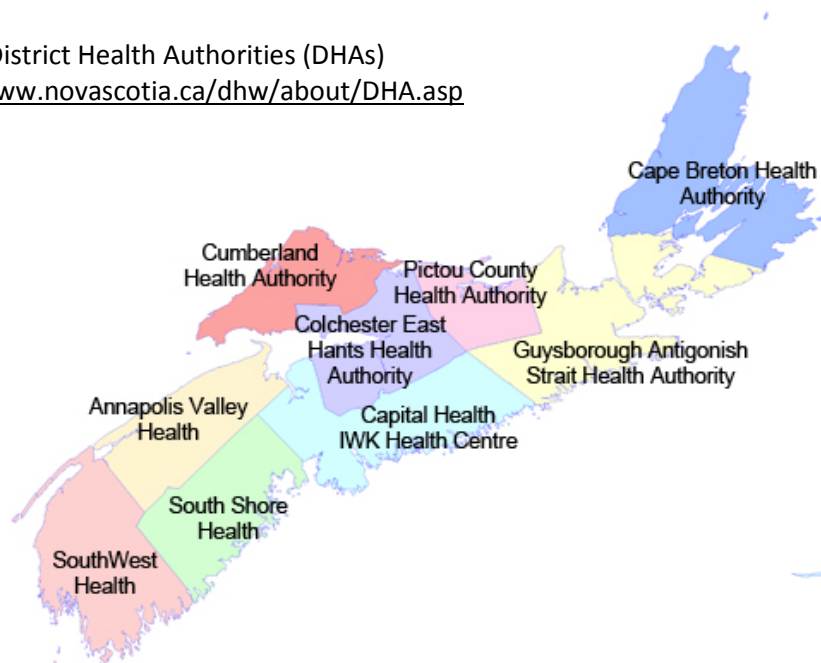 District Health Authorities (DHAs)
www.novascotia.ca/dhw/about/DHA.asp
Cape Breton Health
Authority
Cumberland
Health Authority
Pictou County
Health Authority
Colchester East
Hants Health
Authority
Guysborough Antigonish
Strait Health Authority
Annapolis Valley
Health
Capital Health
IWK Health Centre
South Shore
Health
SouthWest
Health